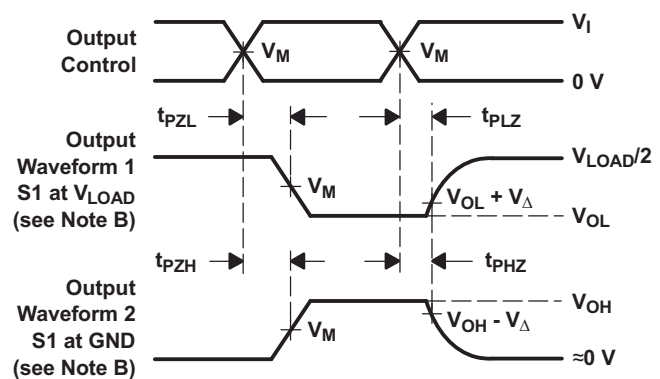 Output
Control
V_M
V_M
V_I
0 V
t_PZL
t_PLZ
Output
Waveform 1
S1 at V_LOAD
(see Note B)
V_M
V_LOAD/2
V_OL + V_Δ
V_OL
t_PZH
t_PHZ
Output
Waveform 2
S1 at GND
(see Note B)
V_M
V_OH
V_OH - V_Δ
≈0 V